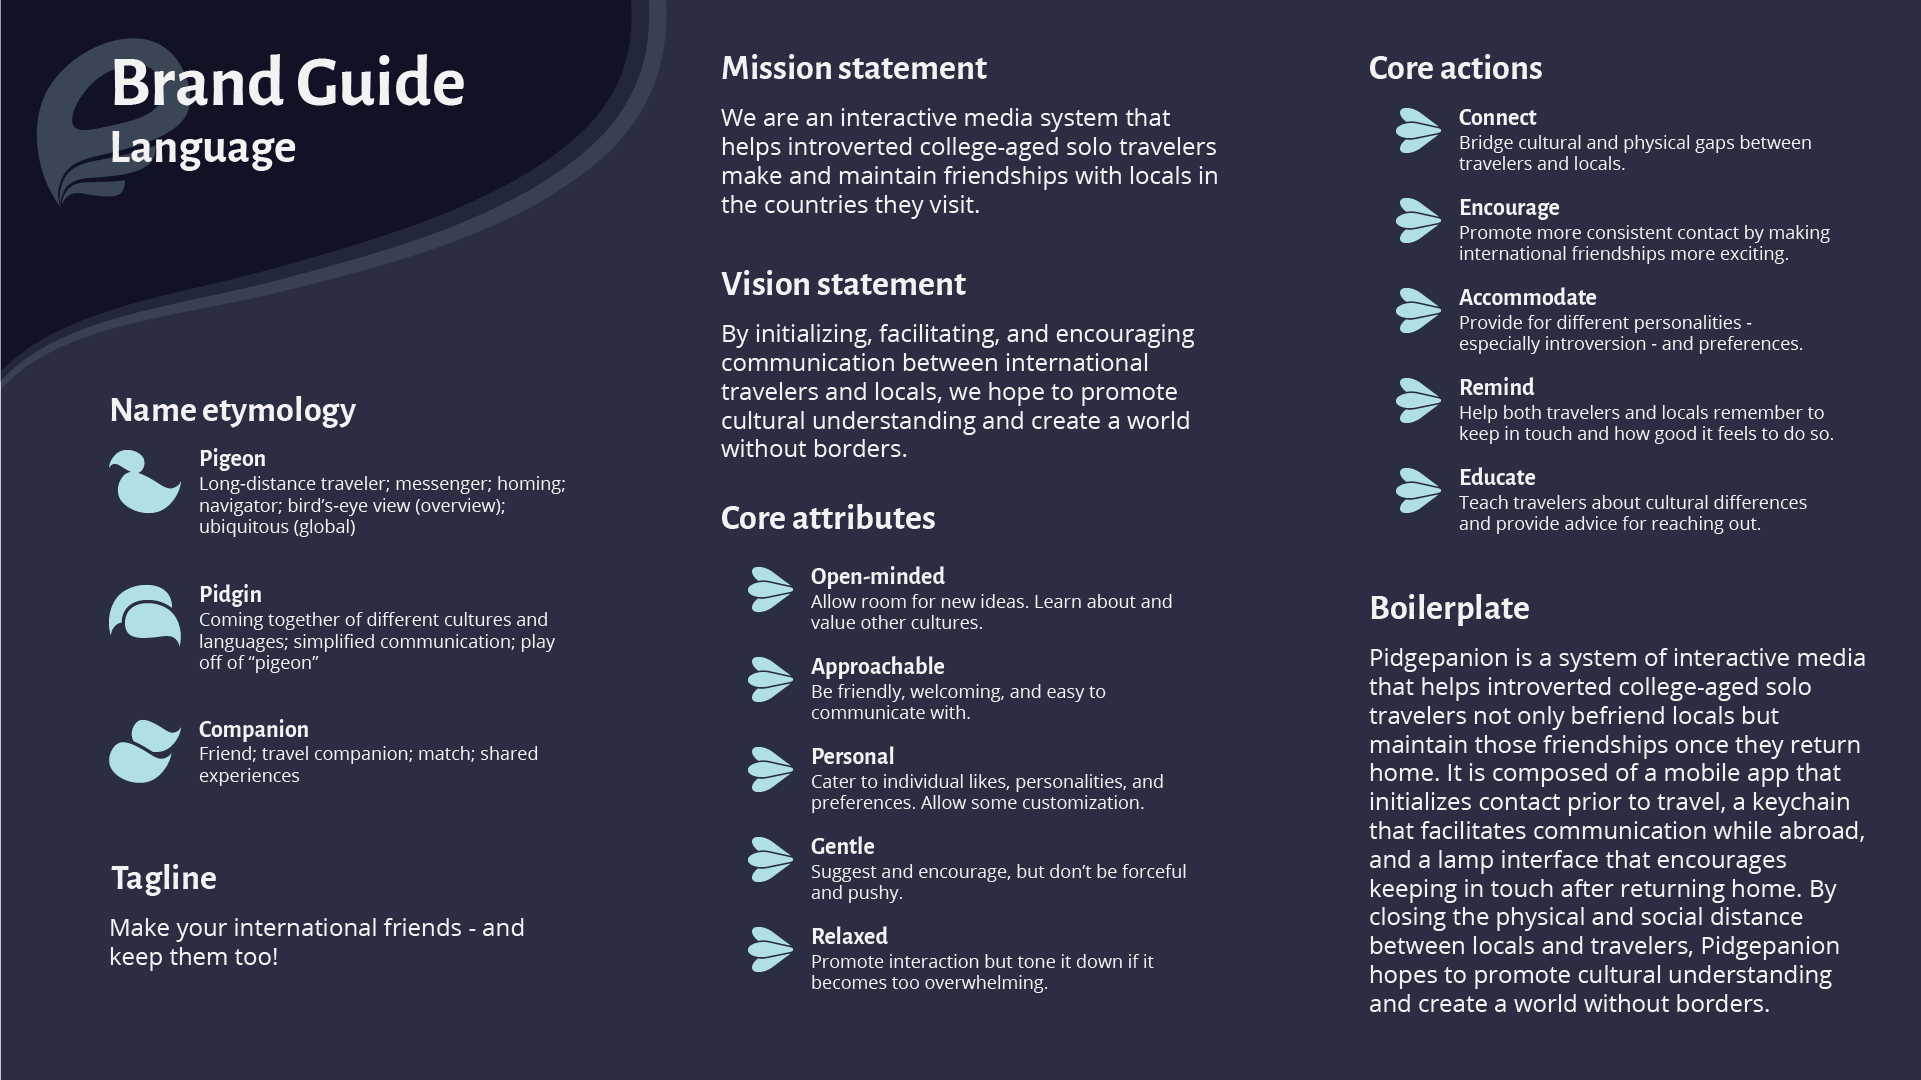 Brand Guide
Language
Name etymology
Pigeon
Long-distance traveler; messenger; homing;
navigator; bird’s-eye view (overview);
ubiquitous (global)
Pidgin
Coming together of different cultures and
languages; simplified communication; play
off of “pigeon”
Companion
Friend; travel companion; match; shared
experiences
Tagline
Make your international friends - and
keep them too!
Mission statement
We are an interactive media system that
helps introverted college-aged solo travelers
make and maintain friendships with locals in
the countries they visit.
Vision statement
By initializing, facilitating, and encouraging
communication between international
travelers and locals, we hope to promote
cultural understanding and create a world
without borders.
Core attributes
Open-minded
Allow room for new ideas. Learn about and
value other cultures.
Approachable
Be friendly, welcoming, and easy to
communicate with.
Personal
Cater to individual likes, personalities, and
preferences. Allow some customization.
Gentle
Suggest and encourage, but don’t be forceful
and pushy.
Relaxed
Promote interaction but tone it down if it
becomes too overwhelming.
Core actions
Connect
Bridge cultural and physical gaps between
travelers and locals.
Encourage
Promote more consistent contact by making
international friendships more exciting.
Accommodate
Provide for different personalities -
especially introversion - and preferences.
Remind
Help both travelers and locals remember to
keep in touch and how good it feels to do so.
Educate
Teach travelers about cultural differences
and provide advice for reaching out.
Boilerplate
Pidgepanion is a system of interactive media
that helps introverted college-aged solo
travelers not only befriend locals but
maintain those friendships once they return
home. It is composed of a mobile app that
initializes contact prior to travel, a keychain
that facilitates communication while abroad,
and a lamp interface that encourages
keeping in touch after returning home. By
closing the physical and social distance
between locals and travelers, Pidgepanion
hopes to promote cultural understanding
and create a world without borders.